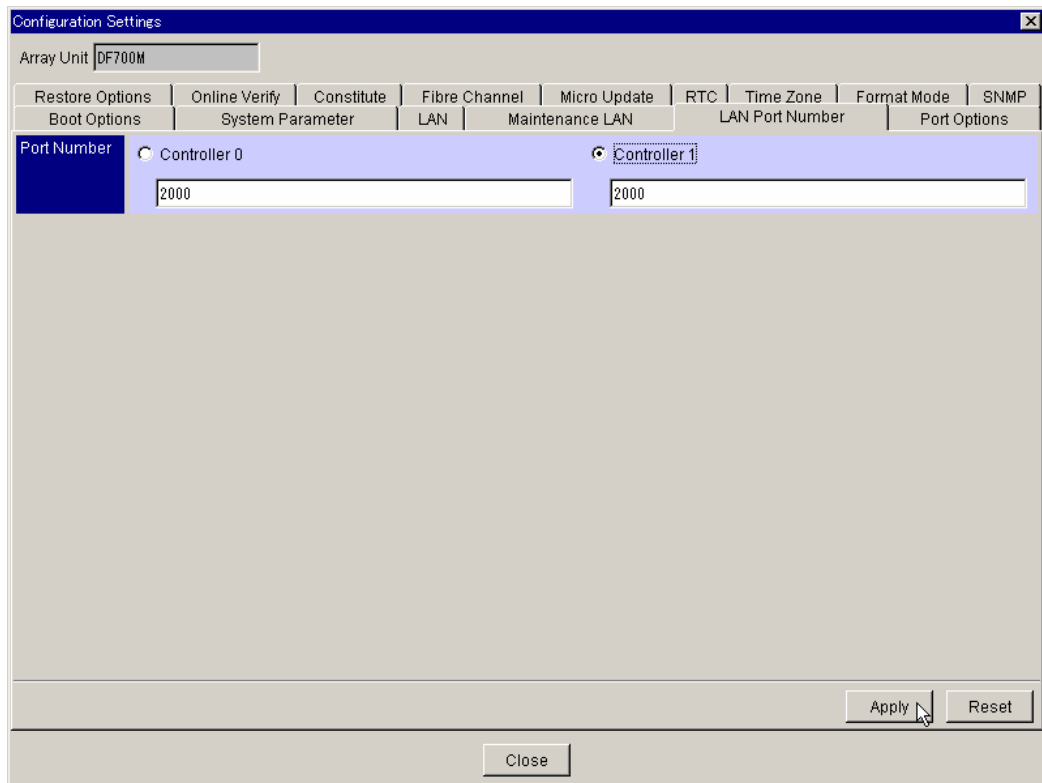 Configuration Settings
Array Unit DF700M
Restore Options Online Verify Constitute Fibre Channel Micro Update RTC Time Zone Format Mode SNMP
Boot Options System Parameter LAN Maintenance LAN LAN Port Number Port Options
Port Number Controller 0 Controller 1
2000 2000
Apply Reset
Close